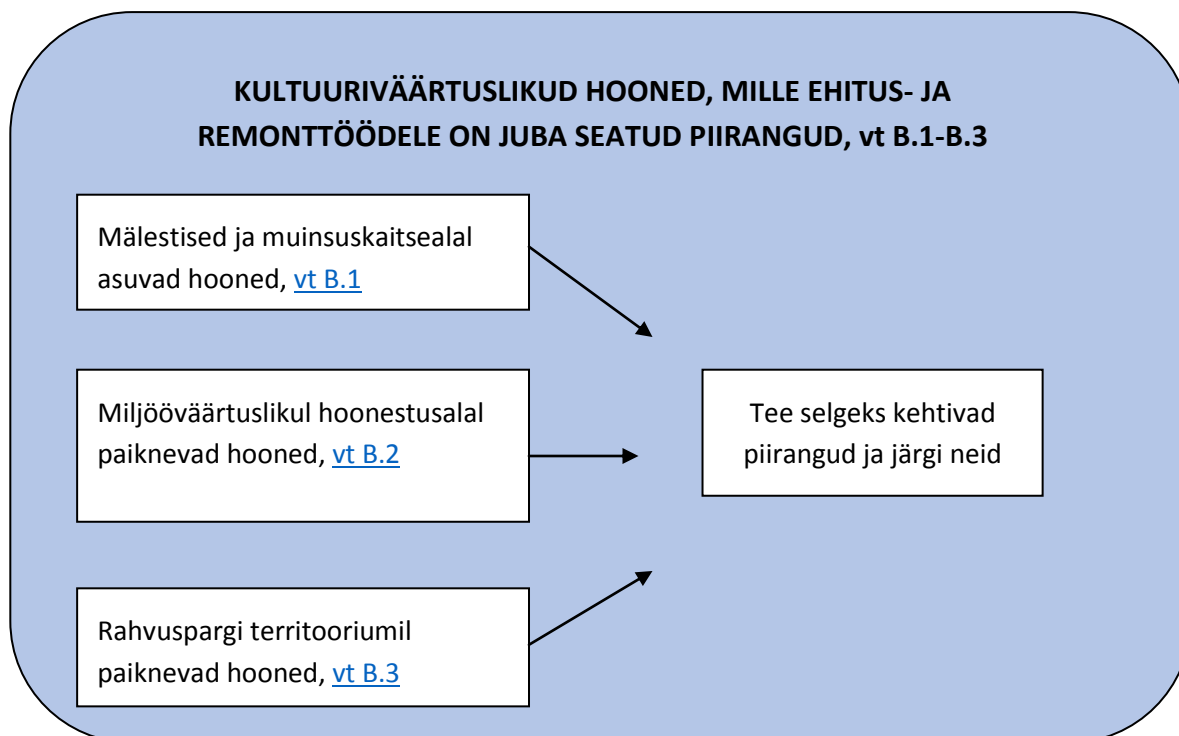 KULTUURIVÄÄRTUSLIKUD HOONED, MILLE EHITUS- JA
REMONTTÖÖDELE ON JUBA SEATUD PIIRANGUD, vt B.1-B.3
Mälestised ja muinsuskaitsealal
asuvad hooned, vt B.1
Miljööväärtuslikul hoonestusalal
paiknevad hooned, vt B.2
Tee selgeks kehtivad
piirangud ja järgi neid
Rahvuspargi territooriumil
paiknevad hooned, vt B.3